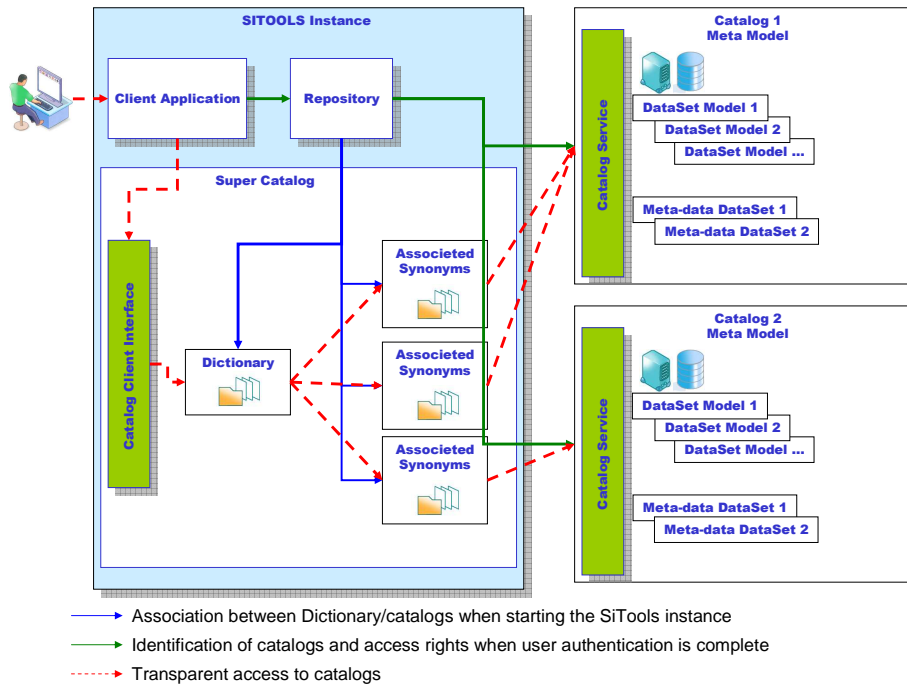 SITOOLS Instance
Client Application
Repository
Super Catalog
Catalog Client Interface
Dictionary
Associeted
Synonyms
Associeted
Synonyms
Associeted
Synonyms
Catalog 1
Meta Model
Catalog Service
DataSet Model 1
DataSet Model 2
DataSet Model ...
Meta-data DataSet 1
Meta-data DataSet 2
Catalog 2
Meta Model
Catalog Service
DataSet Model 1
DataSet Model 2
DataSet Model ...
Meta-data DataSet 1
Meta-data DataSet 2
Association between Dictionary/catalogs when starting the SiTools instance
Identification of catalogs and access rights when user authentication is complete
Transparent access to catalogs